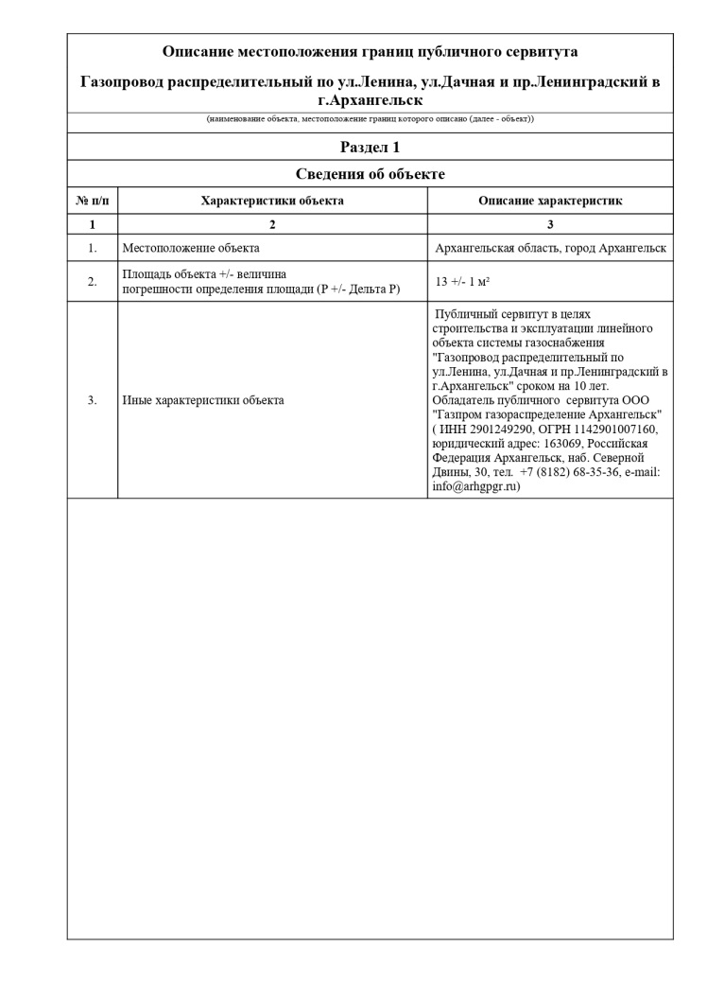 Описание местоположения границ публичного сервитута
Газопровод распределительный по ул.Ленина, ул.Дачная и пр.Ленинградский в
г.Архангельск
(наименование объекта, местоположение границ которого описано (далее - объект))
Раздел 1
Сведения об объекте
№ п/п Характеристики объекта Описание характеристик
1 2 3
1. Местоположение объекта Архангельская область, город Архангельск
2. Площадь объекта +/- величина
погрешности определения площади (Р +/- Дельта Р) 13 +/- 1 м²
3. Иные характеристики объекта
Публичный сервитут в целях
строительства и эксплуатации линейного
объекта системы газоснабжения
"Газопровод распределительный по
ул.Ленина, ул.Дачная и пр.Ленинградский в
г.Архангельск" сроком на 10 лет.
Обладатель публичного сервитута ООО
"Газпром газораспределение Архангельск"
( ИНН 2901249290, ОГРН 1142901007160,
юридический адрес: 163069, Российская
Федерация Архангельск, наб. Северной
Двины, 30, тел. +7 (8182) 68-35-36, e-mail:
info@arhgpgr.ru)